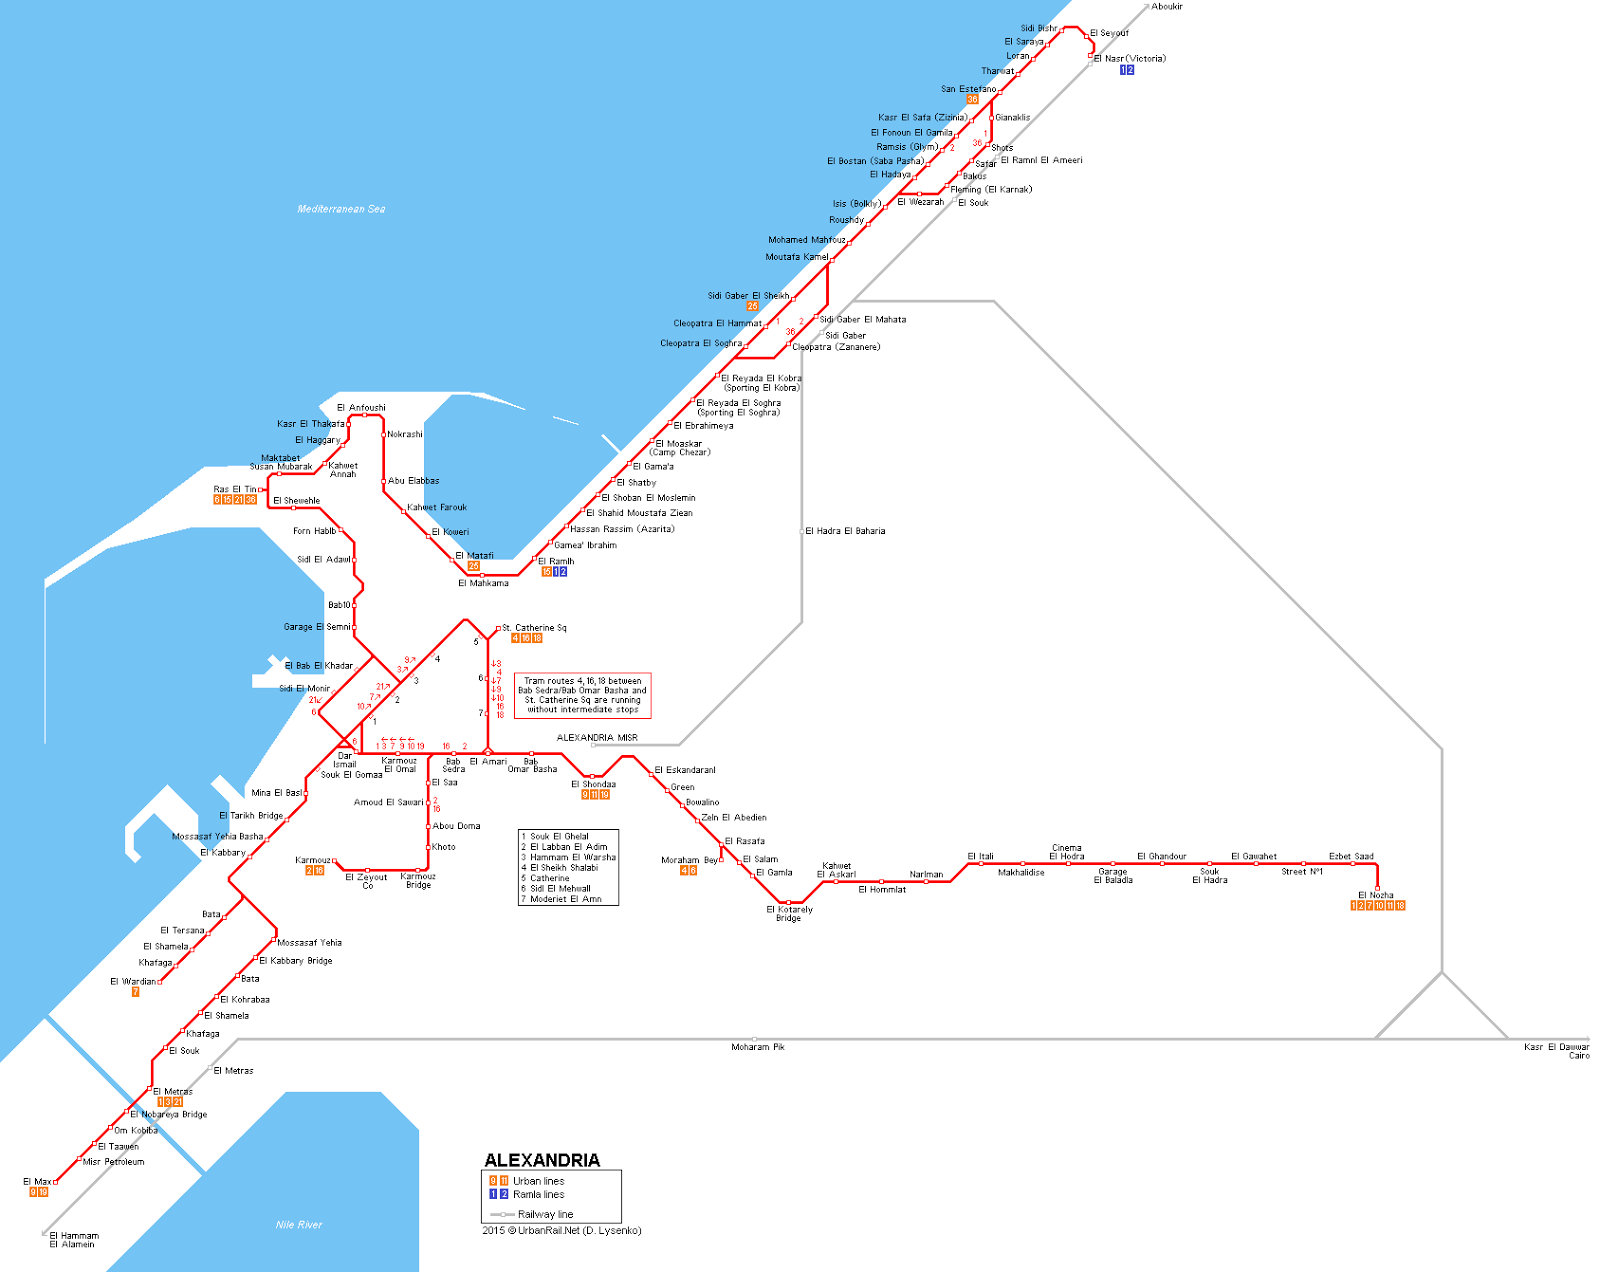 Aboukir
Sidi Bishr
El Seyouf
El Saraya
Loran
El Nasr(Victoria)
1 2
Tharwat
San Estefano
36
Kasr El Safa (Zizinia)
Gianaklis
El Fonoun El Gamila
1
36
Ramsis (Glym)
2
Shots
El Bostan (Saba Pasha)
Safar
El Ramnl El Ameeri
El Hadaya
Bakus
Fleming (El Karnak)
Isis (Bolkly)
El Wezarah
El Souk
Roushdy
Mediterranean Sea
Mohamed Mahfouz
Moutafa Kamel
Sidi Gaber El Sheikh
25
Cleopatra El Hammat
1 2
36
Sidi Gaber El Mahata
Sidi Gaber
Cleopatra El Soghra
Cleopatra (Zananere)
El Reyada El Kobra
(Sporting El Kobra)
El Reyada El Soghra
(Sporting El Soghra)
El Ebrahimeya
El Moaskar
(Camp Chezar)
El Gama'a
El Shatby
El Shoban El Moslemin
El Shahid Moustafa Ziean
Hassan Rassim (Azarita)
Gamea' Ibrahim
El Ramlh
15 1 2
El Hadra El Baharia
El Anfoushi
Kasr El Thakafa
Nokrashi
El Haggary
Maktabet
Susan Mubarak
Kahwet
Annah
Abu Elabbas
Ras El Tin
6 15 21 36
El Shewehle
Kahwet Farouk
Forn Hablb
El Koweri
Sidl El Adawl
El Matafi
25
El Mahkama
Bab10
Garage El Semni
St. Catherine Sq
4 16 18
El Bab El Khadar
Sidi El Monir
21
6
9
3
21
7
10
1
2
3
4
5
6
7
3
4
7
9
10
16
18
Tram routes 4,16,18 between
Bab Sedra/Bab Omar Basha and
St. Catherine Sq are running
without intermediate stops
ALEXANDRIA MISR
6
1 3 7 9 10 19
16 2
Dar
Ismail
Karmouz
El Omal
Bab
Sedra
El Amari
Bab
Omar Basha
Souk El Gomaa
El Shondaa
9 11 19
El Eskandaranl
Mina El Basl
El Saa
Green
Amoud El Sawari
2
16
Bowalino
El Tarikh Bridge
Abou Doma
Zeln El Abedien
Mossasaf Yehia Basha
Khoto
El Rasafa
El Kabbary
Karmouz
2 16
El Zeyout
Co
Karmouz
Bridge
Moraham Bey
4 6
El Salam
El Gamla
El Kotarely
Bridge
Kahwet
El Askarl
El Hommlat
Narlman
El Itali
Makhalidise
Cinema
El Hodra
Garage
El Baladla
El Ghandour
Souk
El Hadra
El Gawahet
Street Nº1
Ezbet Saad
El Nozha
1 2 7 10 11 18
1 Souk El Ghelal
2 El Labban El Adim
3 Hammam El Warsha
4 El Sheikh Shalabi
5 Catherine
6 Sidl El Mehwall
7 Moderiet El Amn
Bata
El Tersana
El Shamela
Khafaga
El Wardian
7
Mossasaf Yehia
El Kabbary Bridge
Bata
El Kohrabaa
El Shamela
Khafaga
El Souk
El Metras
El Metras
1 3 21
El Nobareya Bridge
Om Kobiba
El Taawen
Misr Petroleum
El Max
9 19
El Hammam
El Alamein
Moharam Pik
Kasr El Dawwar
Cairo
Nile River
ALEXANDRIA
9 11 Urban lines
1 2 Ramla lines
Railway line
2015 © UrbanRail.Net (D. Lysenko)